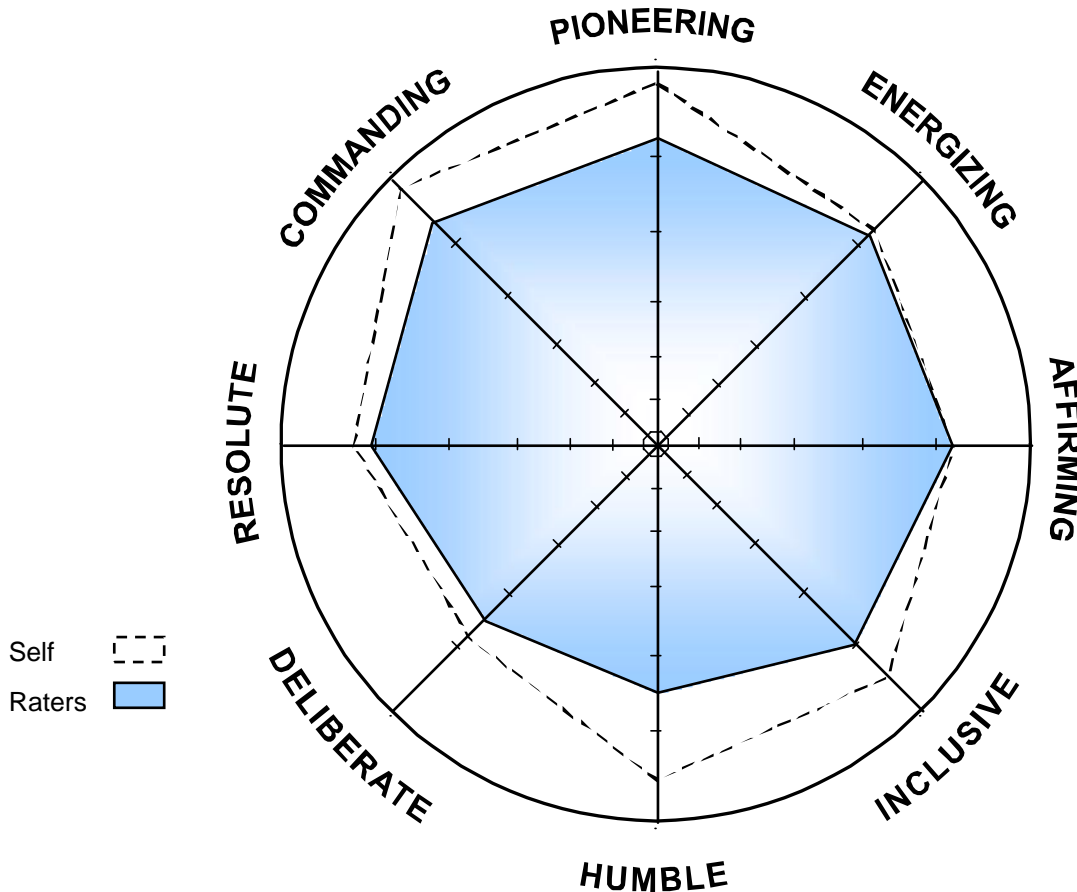 PIONEERING
ENERGIZING
AFFIRMING
INCLUSIVE
HUMBLE
DELIBERATE
RESOLUTE
COMMANDING
Self
Raters